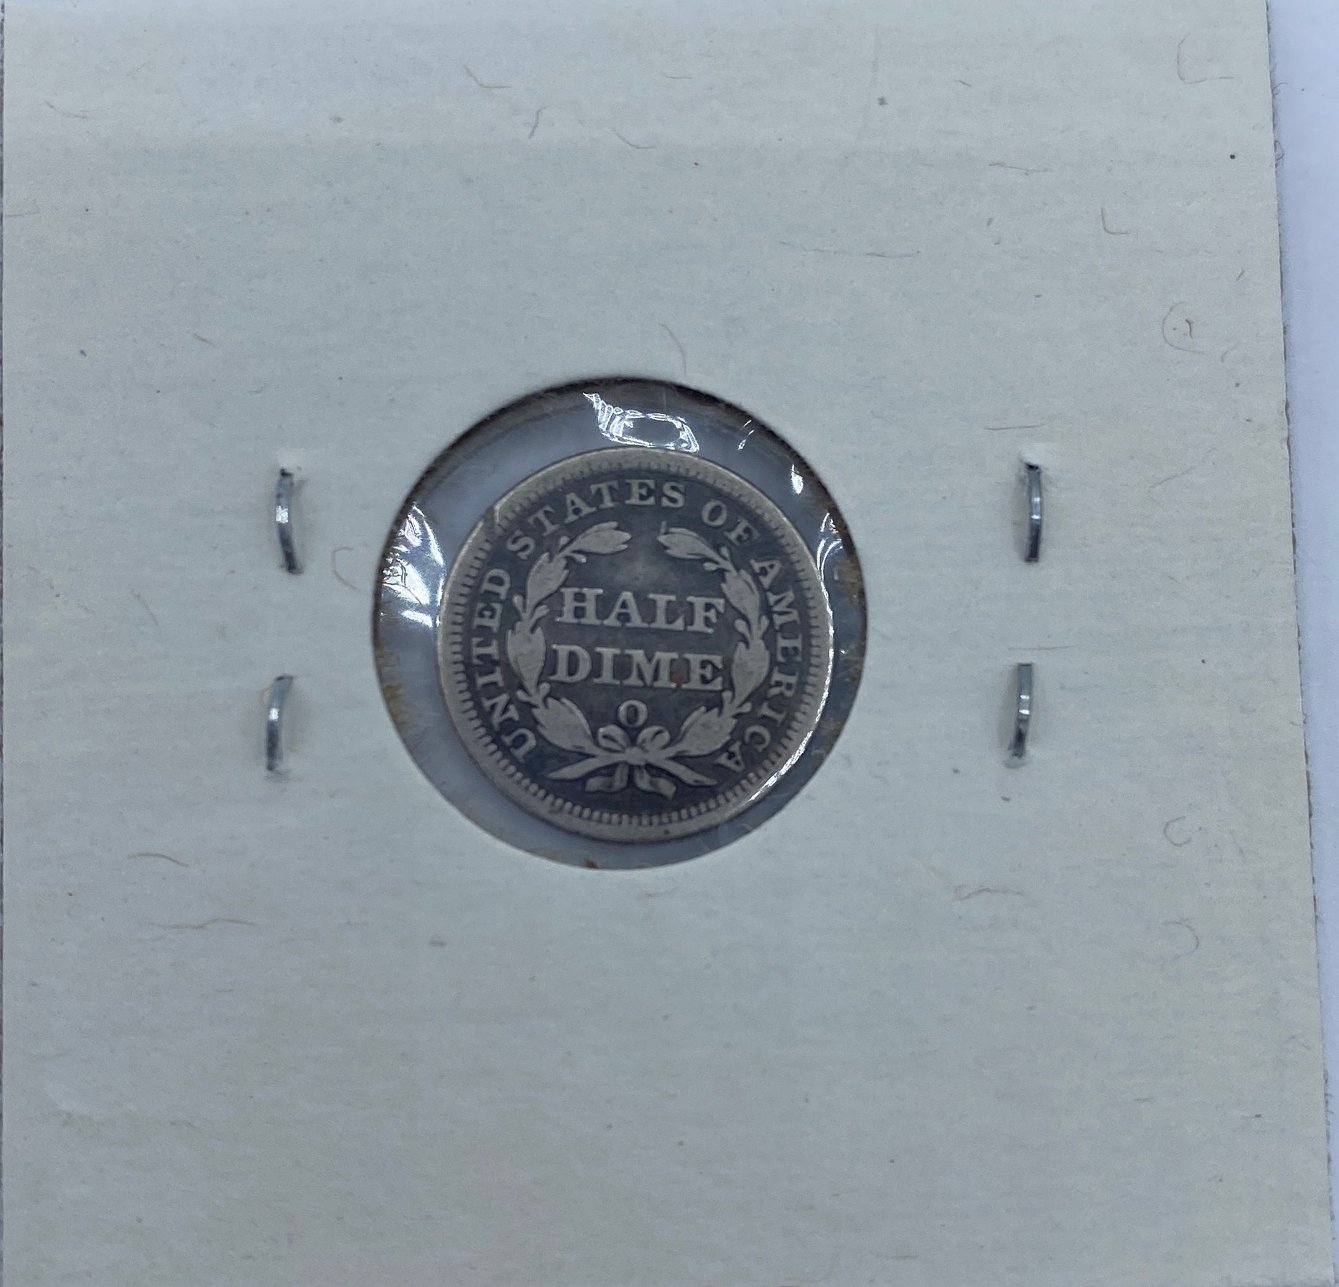 UNITED STATES OF AMERICA
HALF
DIME
O